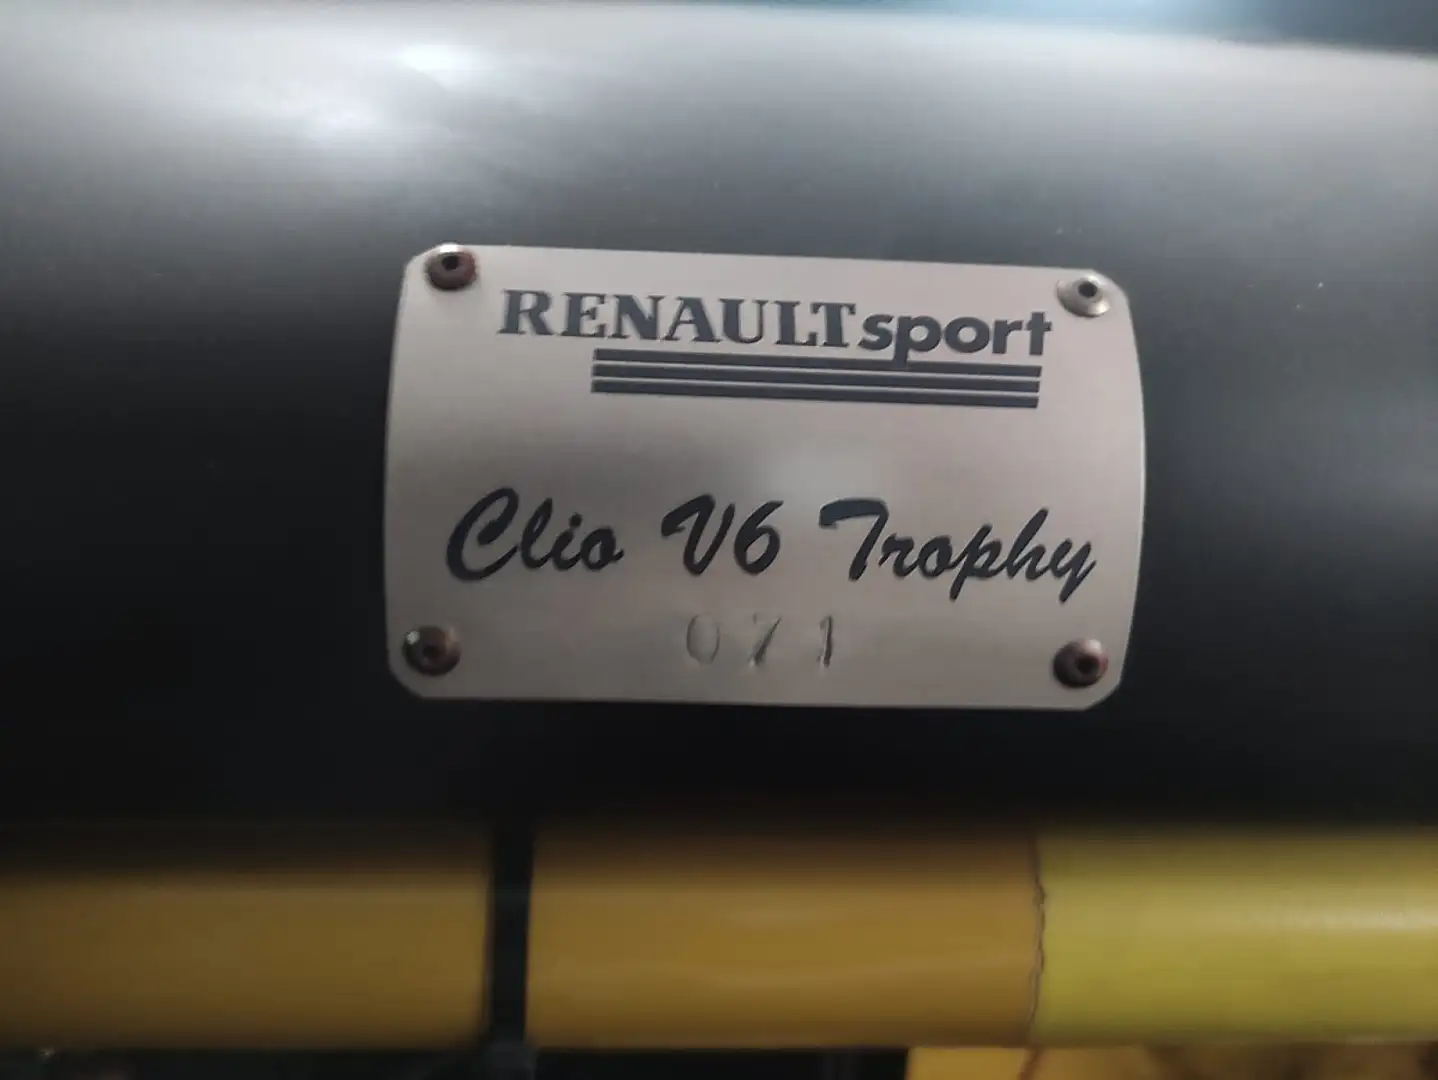 RENAULTsport
Clio V6 Trophy
071